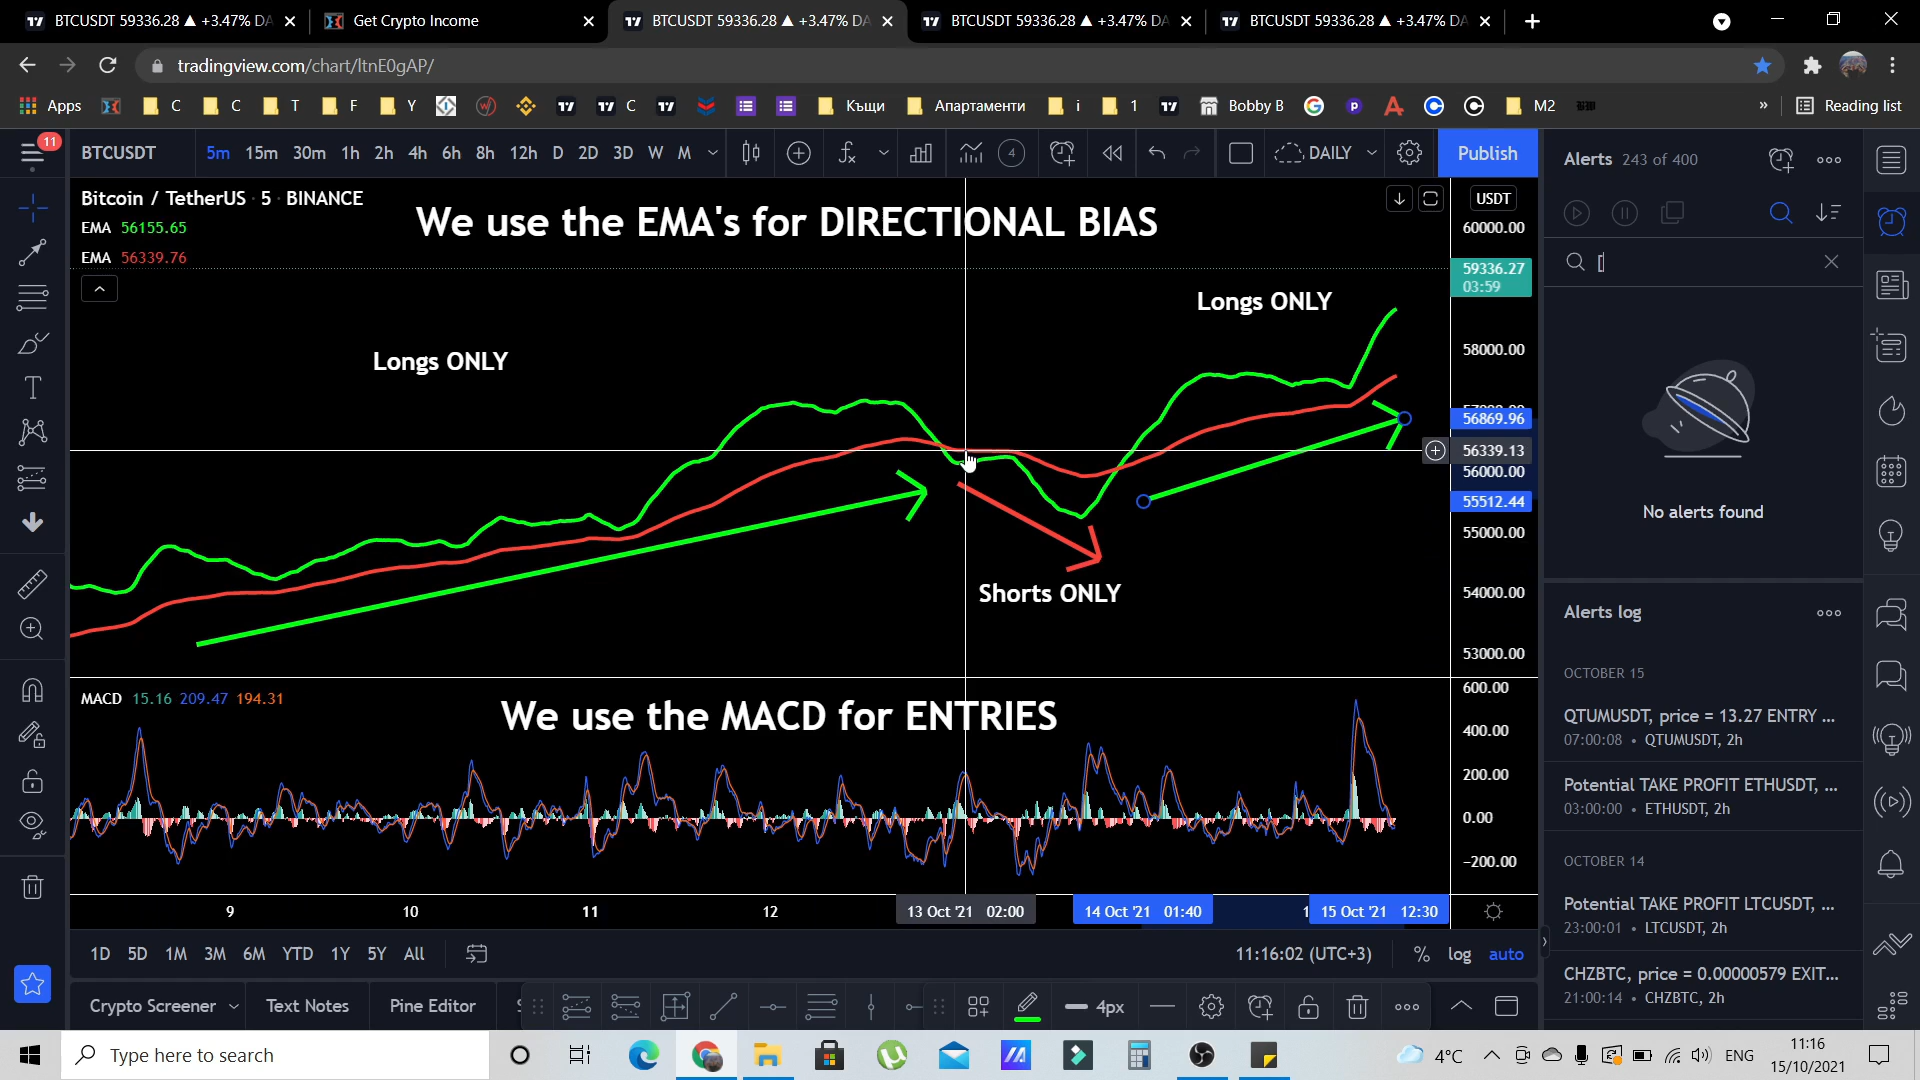 BTCUSDT 59336.28 ▲ +3.47% DA
Get Crypto Income
BTCUSDT 59336.28 ▲ +3.47% DA
BTCUSDT 59336.28 ▲ +3.47% DA
BTCUSDT 59336.28 ▲ +3.47% DA
tradingview.com/chart/ltnE0gAP/
Apps C C T F Y C Къщи Апартаменти i 1 Bobby B M2 » Reading list
11
BTCUSDT 5m 15m 30m 1h 2h 4h 6h 8h 12h D 2D 3D W M 4 DAILY Publish
Alerts 243 of 400
Bitcoin / TetherUS · 5 · BINANCE
EMA 56155.65
EMA 56339.76
We use the EMA's for DIRECTIONAL BIAS
Longs ONLY
Longs ONLY
Shorts ONLY
USDT
60000.00
59336.27
03:59
58000.00
56869.96
56339.13
56000.00
55512.44
55000.00
54000.00
53000.00
[
No alerts found
Alerts log
OCTOBER 15
QTUMUSDT, price = 13.27 ENTRY ...
07:00:08 • QTUMUSDT, 2h
Potential TAKE PROFIT ETHUSDT, ...
03:00:00 • ETHUSDT, 2h
OCTOBER 14
Potential TAKE PROFIT LTCUSDT, ...
23:00:01 • LTCUSDT, 2h
CHZBTC, price = 0.00000579 EXIT...
21:00:14 • CHZBTC, 2h
MACD 15.16 209.47 194.31
We use the MACD for ENTRIES
600.00
400.00
200.00
0.00
−200.00
9 10 11 12 13 Oct '21 02:00 14 Oct '21 01:40 1 15 Oct '21 12:30
1D 5D 1M 3M 6M YTD 1Y 5Y All 11:16:02 (UTC+3) % log auto
Crypto Screener Text Notes Pine Editor 4px
Type here to search
4°C ENG
11:16
15/10/2021